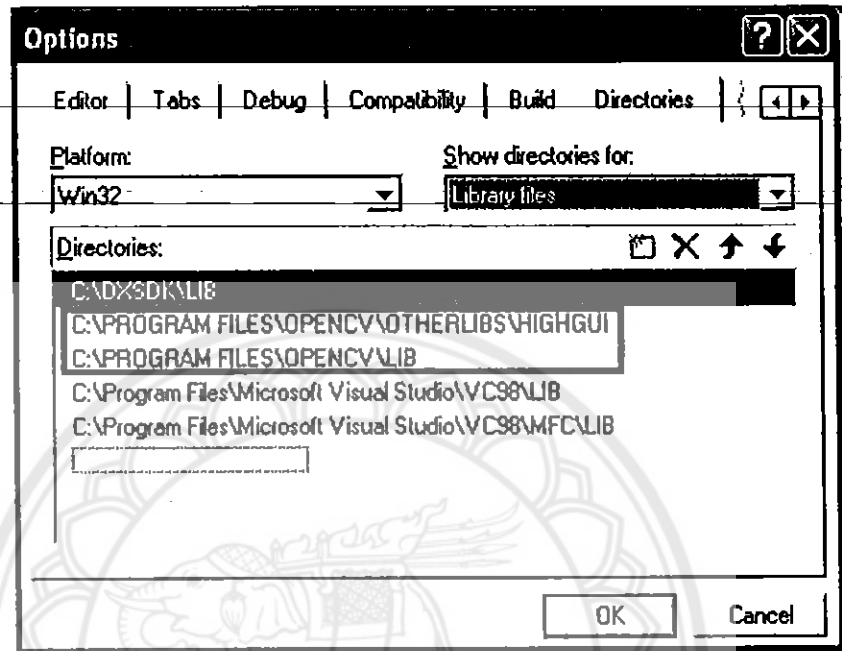 Options
Editor Tabs Debug Compatibility Build Directories
Platform: Show directories for:
Win32 Library files
Directories:
C:\DXSDK\LIB
C:\PROGRAM FILES\OPENCV\OTHERLIBS\HIGHGUI
C:\PROGRAM FILES\OPENCV\LIB
C:\Program Files\Microsoft Visual Studio\VC98\LIB
C:\Program Files\Microsoft Visual Studio\VC98\MFC\LIB
OK Cancel